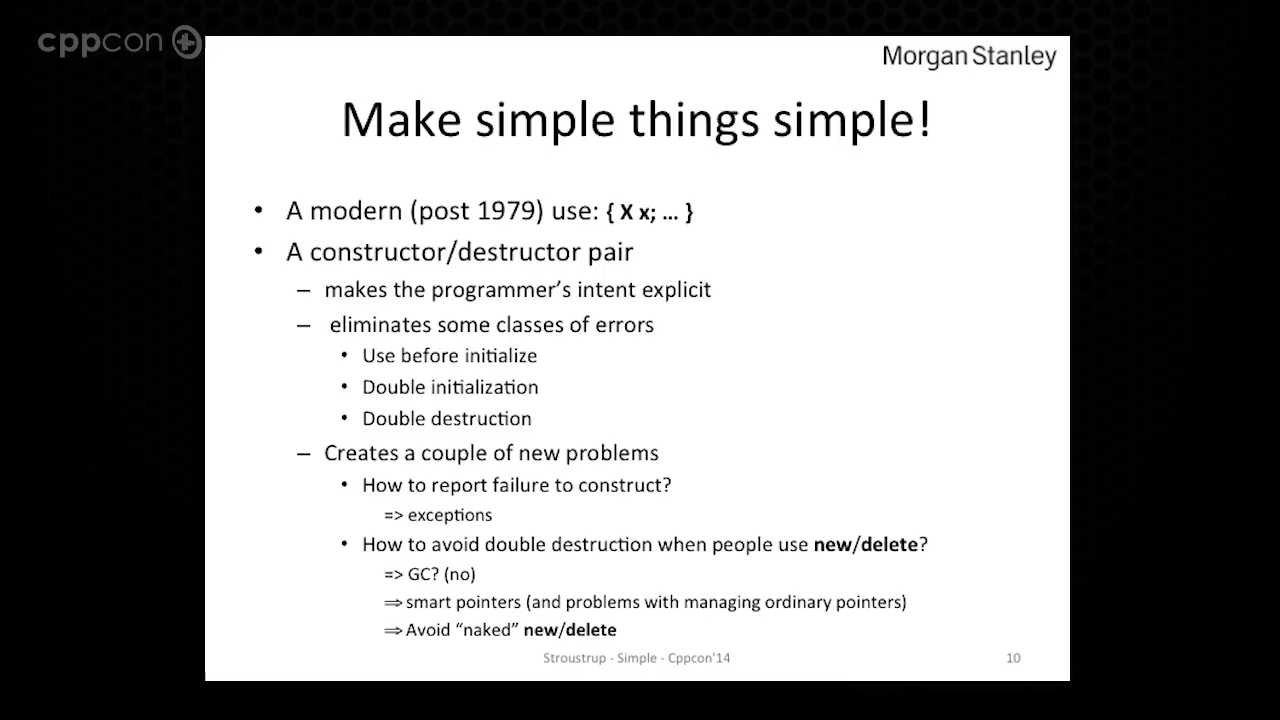 cppcon
Morgan Stanley
Make simple things simple!
• A modern (post 1979) use: { X x; … }
• A constructor/destructor pair
– makes the programmer’s intent explicit
– eliminates some classes of errors
• Use before initialize
• Double initialization
• Double destruction
– Creates a couple of new problems
• How to report failure to construct?
=> exceptions
• How to avoid double destruction when people use new/delete?
=> GC? (no)
⇒ smart pointers (and problems with managing ordinary pointers)
⇒ Avoid “naked” new/delete
Stroustrup - Simple - Cppcon'14
10